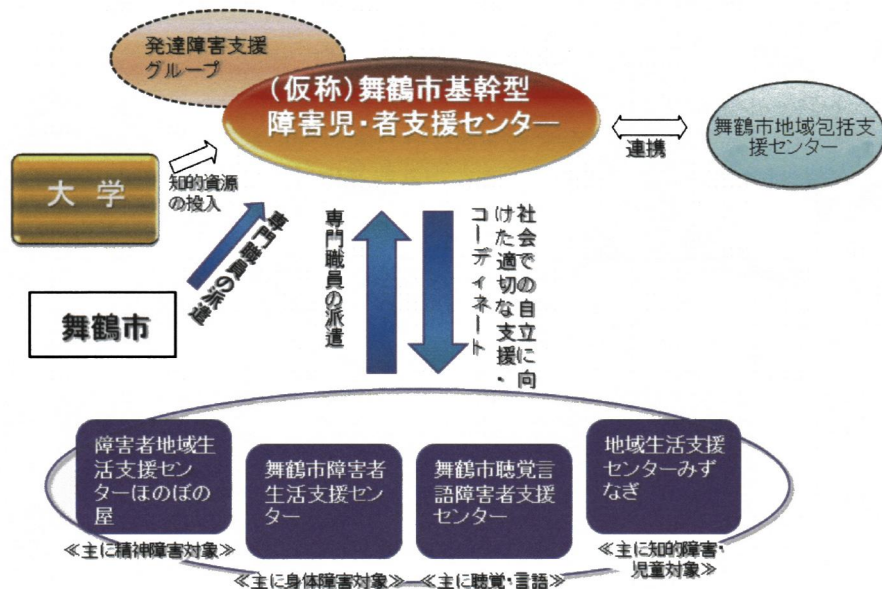 発達障害支援
グループ
(仮称)舞鶴市基幹型
障害児・者支援センター
連携
舞鶴市地域包括支
援センター
大 学
知的資源
の投入
専門職員の派遣
舞鶴市
専門職員の派遣
社会での自立に向
けた適切な支援・
コーディネート
障害者地域生
活支援セン
ターほのぼの
屋
≪主に精神障害対象≫
舞鶴市障害者
生活支援セン
ター
≪主に身体障害対象≫
舞鶴市聴覚言
語障害者支援
センター
≪主に聴覚・言語≫
地域生活支援
センターみず
なぎ
≪主に知的障害・
児童対象≫